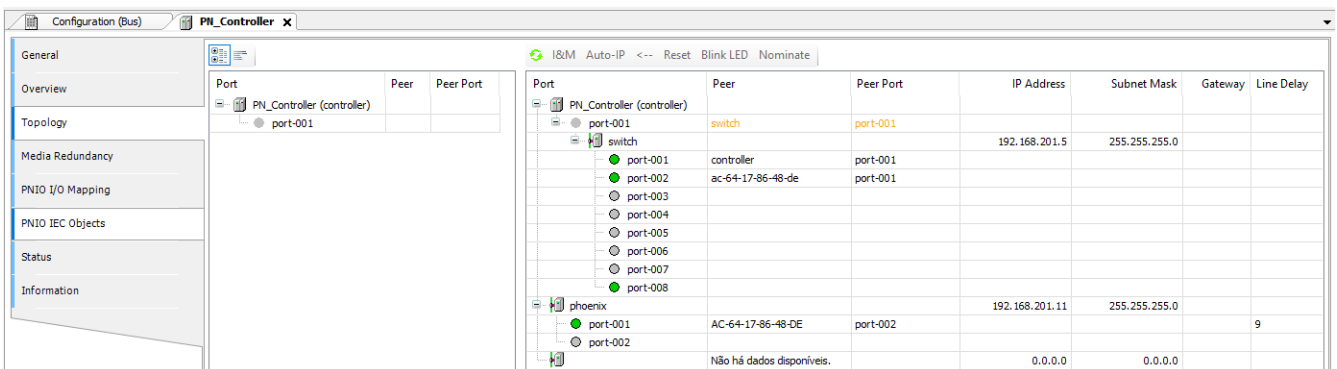 Configuration (Bus) PN_Controller X
General
Overview
Topology
Media Redundancy
PNIO I/O Mapping
PNIO IEC Objects
Status
Information
Port Peer Peer Port
PN_Controller (controller)
port-001
I&M Auto-IP <-- Reset Blink LED Nominate
Port Peer Peer Port IP Address Subnet Mask Gateway Line Delay
PN_Controller (controller)
port-001 switch port-001
switch 192.168.201.5 255.255.255.0
port-001 controller port-001
port-002 ac-64-17-86-48-de port-001
port-003
port-004
port-005
port-006
port-007
port-008
phoenix 192.168.201.11 255.255.255.0
port-001 AC-64-17-86-48-DE port-002 9
port-002
Não há dados disponíveis. 0.0.0.0 0.0.0.0